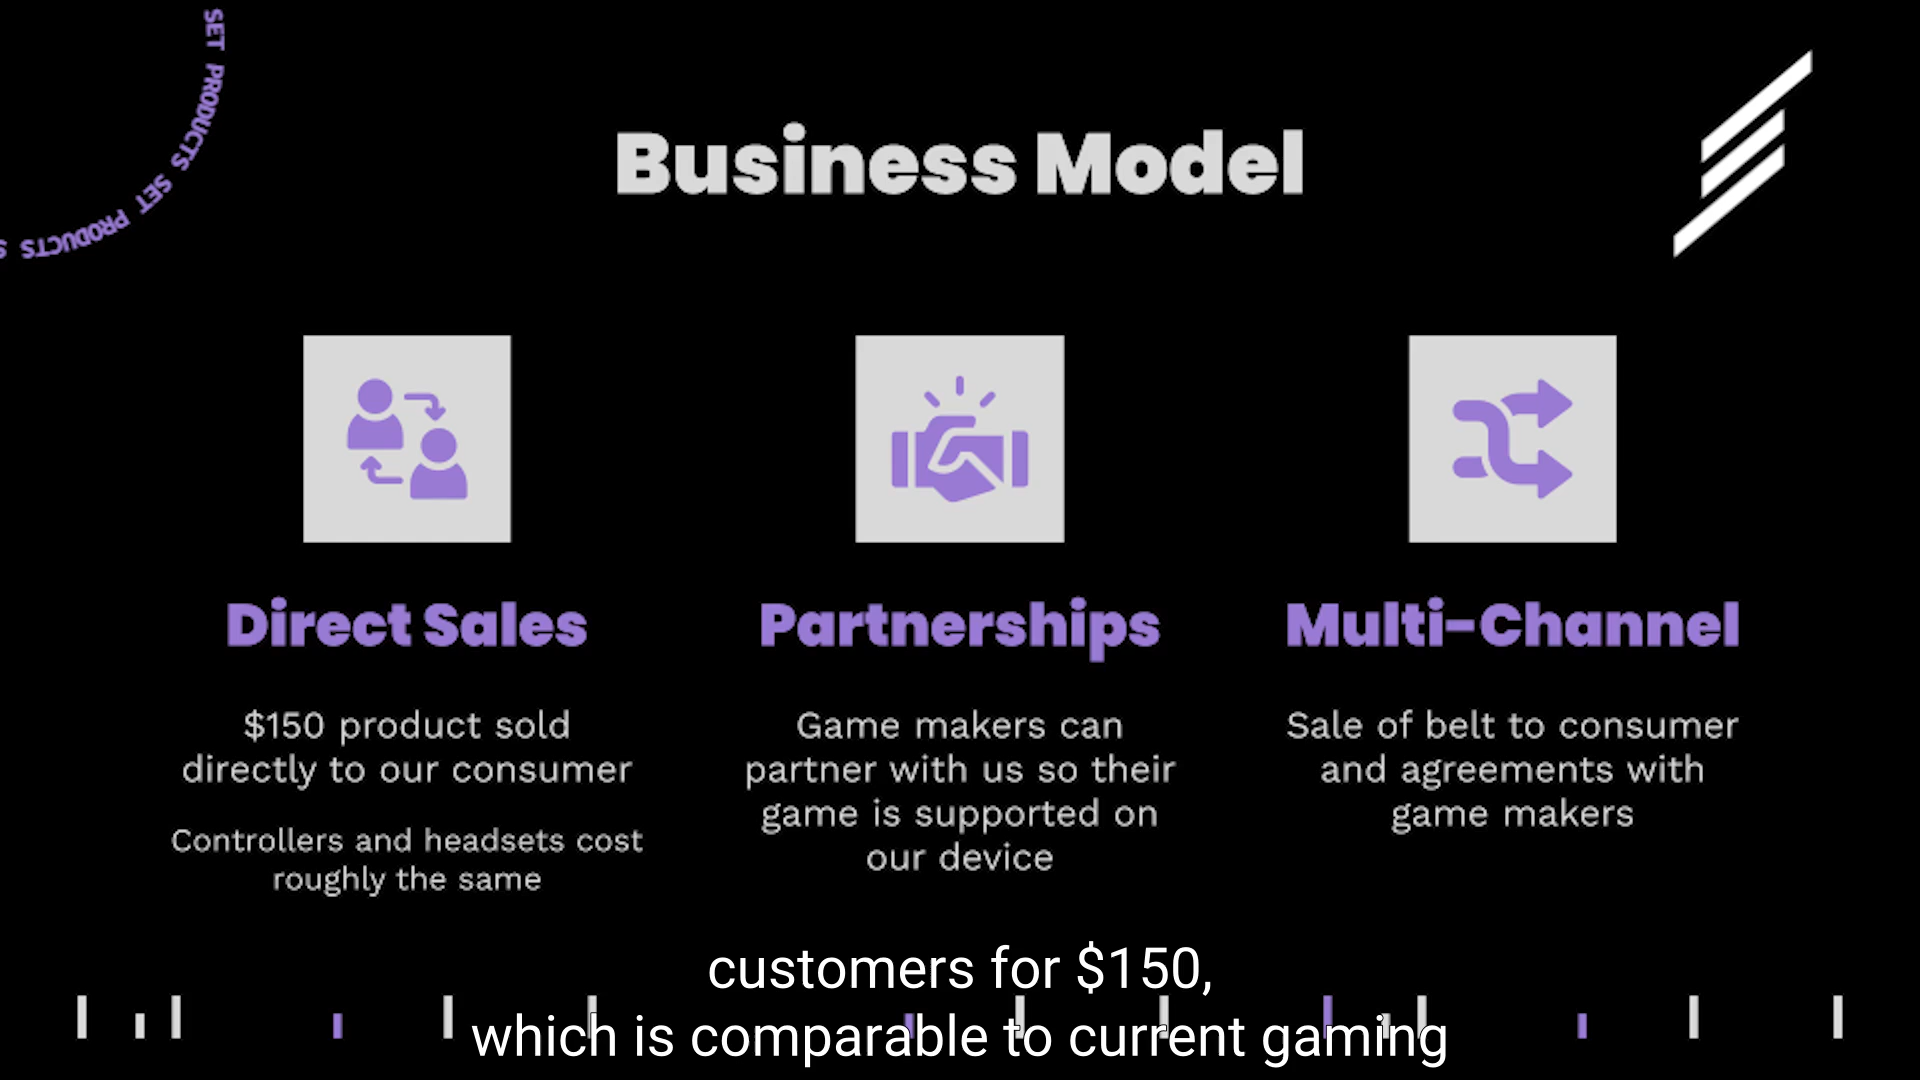 SET PRODUCTS SET PRODUCTS S
Business Model
Direct Sales
$150 product sold
directly to our consumer
Controllers and headsets cost
roughly the same
Partnerships
Game makers can
partner with us so their
game is supported on
our device
Multi-Channel
Sale of belt to consumer
and agreements with
game makers
customers for $150,
which is comparable to current gaming